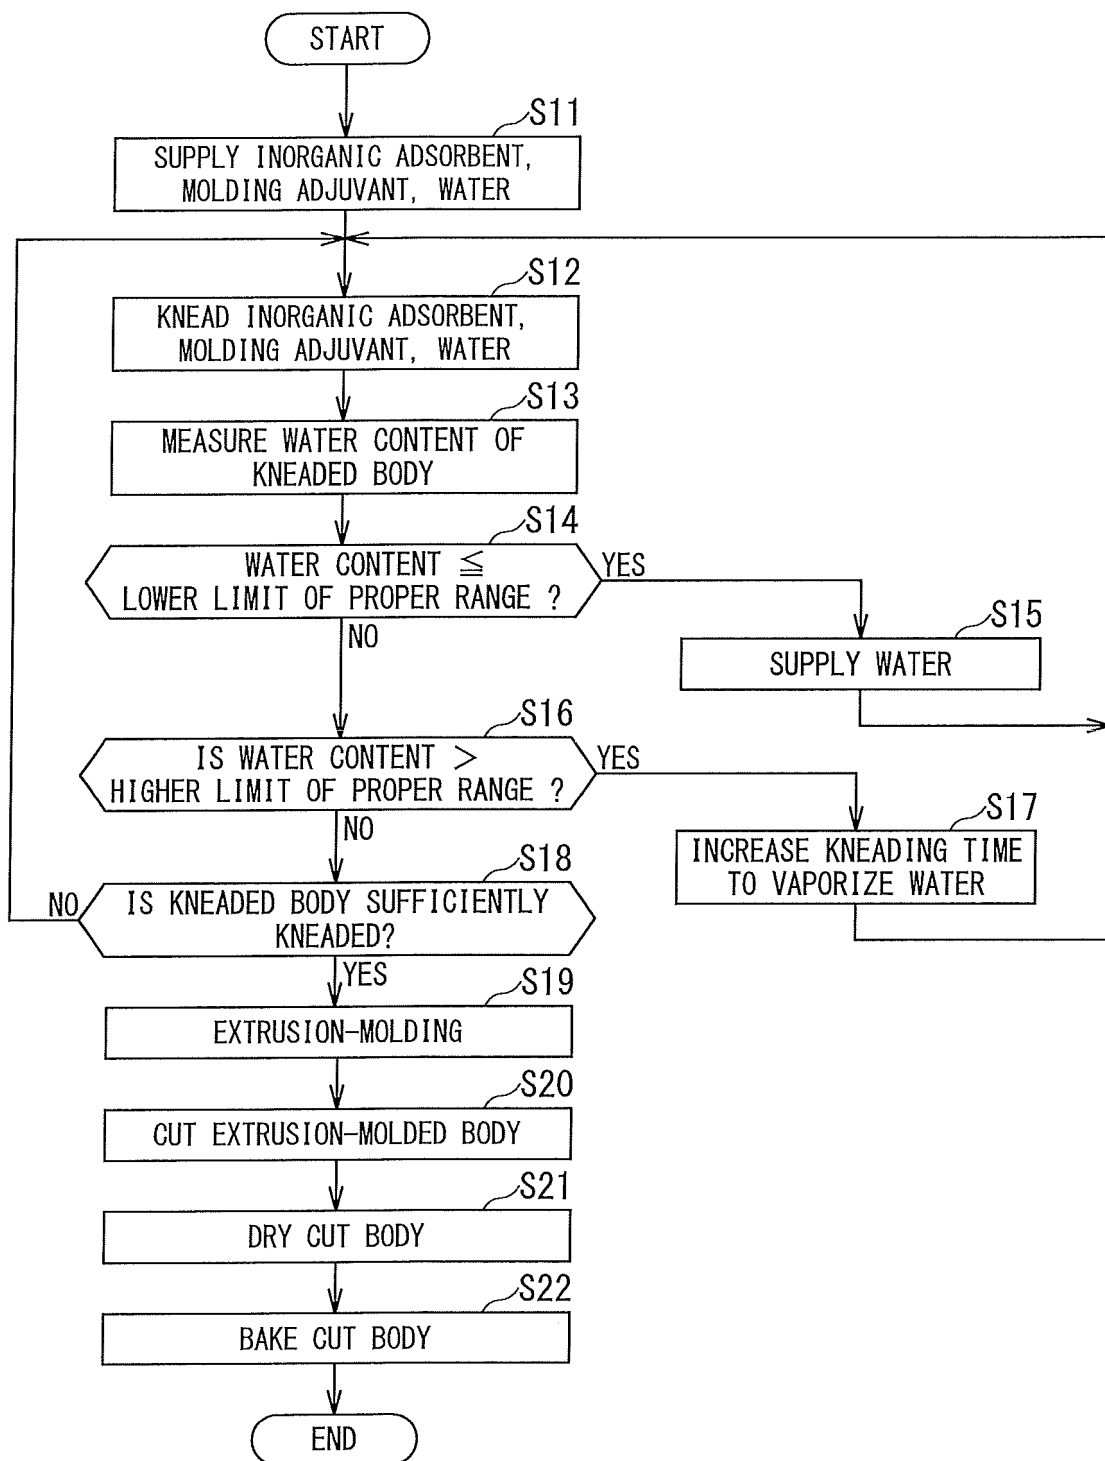 START
S11
SUPPLY INORGANIC ADSORBENT,
MOLDING ADJUVANT, WATER
S12
KNEAD INORGANIC ADSORBENT,
MOLDING ADJUVANT, WATER
S13
MEASURE WATER CONTENT OF
KNEADED BODY
S14
WATER CONTENT ≦
LOWER LIMIT OF PROPER RANGE ?
YES
NO
S15
SUPPLY WATER
S16
IS WATER CONTENT >
HIGHER LIMIT OF PROPER RANGE ?
YES
NO
S17
INCREASE KNEADING TIME
TO VAPORIZE WATER
S18
IS KNEADED BODY SUFFICIENTLY
KNEADED?
NO
YES
S19
EXTRUSION-MOLDING
S20
CUT EXTRUSION-MOLDED BODY
S21
DRY CUT BODY
S22
BAKE CUT BODY
END